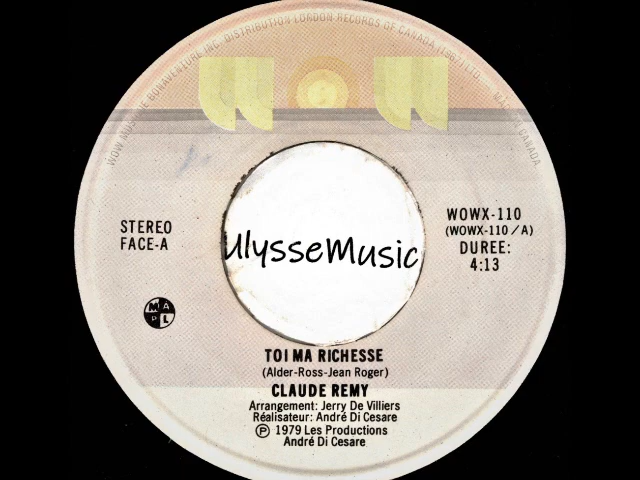 WOW MUSIQUE BONAVENTURE INC. DISTRIBUTION LONDON RECORDS OF CANADA (1967) LTD. MADE IN CANADA
WOW
STEREO
FACE-A
WOWX-110
(WOWX-110/A)
DUREE:
4:13
UlysseMusic
MAPL
TOI MA RICHESSE
(Alder-Ross-Jean Roger)
CLAUDE REMY
Arrangement: Jerry De Villiers
Réalisateur: André Di Cesare
Ⓟ 1979 Les Productions
André Di Cesare